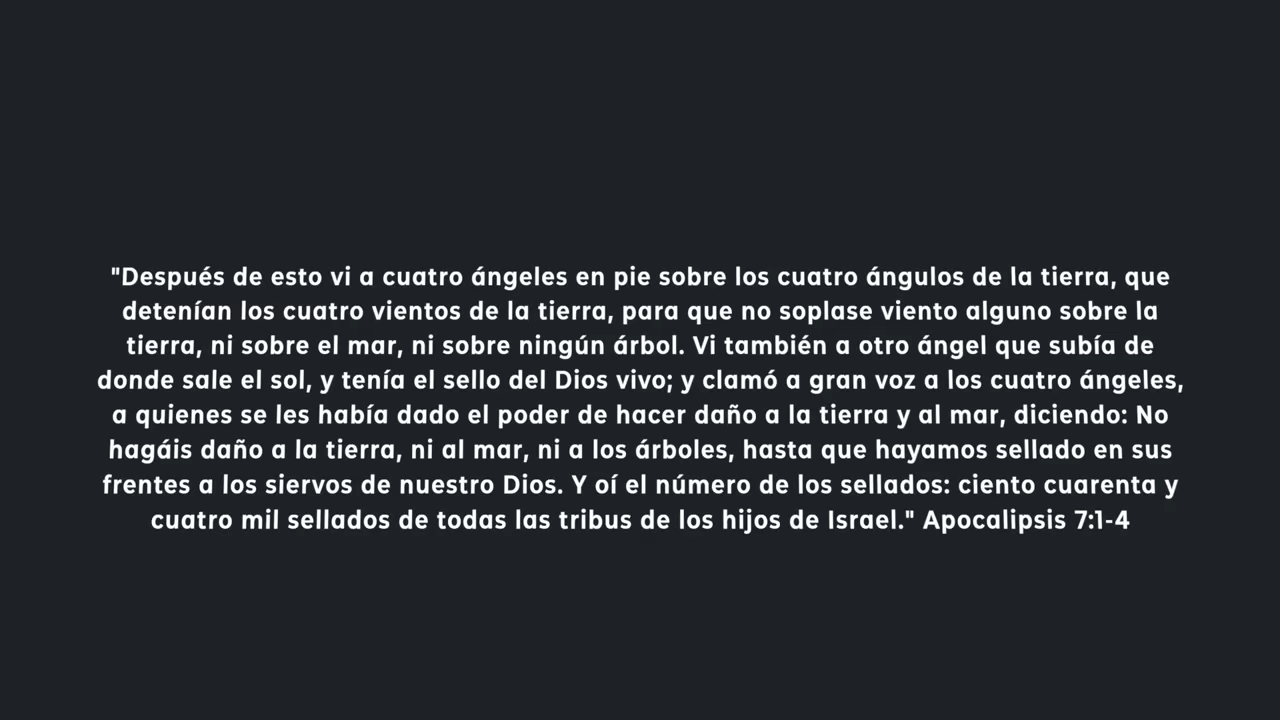 "Después de esto vi a cuatro ángeles en pie sobre los cuatro ángulos de la tierra, que
detenían los cuatro vientos de la tierra, para que no soplase viento alguno sobre la
tierra, ni sobre el mar, ni sobre ningún árbol. Vi también a otro ángel que subía de
donde sale el sol, y tenía el sello del Dios vivo; y clamó a gran voz a los cuatro ángeles,
a quienes se les había dado el poder de hacer daño a la tierra y al mar, diciendo: No
hagáis daño a la tierra, ni al mar, ni a los árboles, hasta que hayamos sellado en sus
frentes a los siervos de nuestro Dios. Y oí el número de los sellados: ciento cuarenta y
cuatro mil sellados de todas las tribus de los hijos de Israel." Apocalipsis 7:1-4